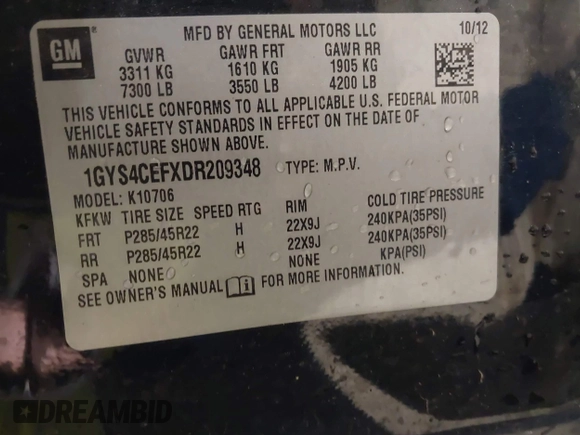 GM
MFD BY GENERAL MOTORS LLC 10/12
GVWR GAWR FRT GAWR RR
3311 KG 1610 KG 1905 KG
7300 LB 3550 LB 4200 LB
THIS VEHICLE CONFORMS TO ALL APPLICABLE U.S. FEDERAL MOTOR
VEHICLE SAFETY STANDARDS IN EFFECT ON THE DATE OF
MANUFACTURE SHOWN ABOVE.
1GYS4CEFXDR209348 TYPE: M.P.V.
MODEL: K10706
KFKW TIRE SIZE SPEED RTG RIM COLD TIRE PRESSURE
FRT P285/45R22 H 22X9J 240KPA(35PSI)
RR P285/45R22 H 22X9J 240KPA(35PSI)
SPA NONE NONE KPA(PSI)
SEE OWNER'S MANUAL FOR MORE INFORMATION.
DREAMBID